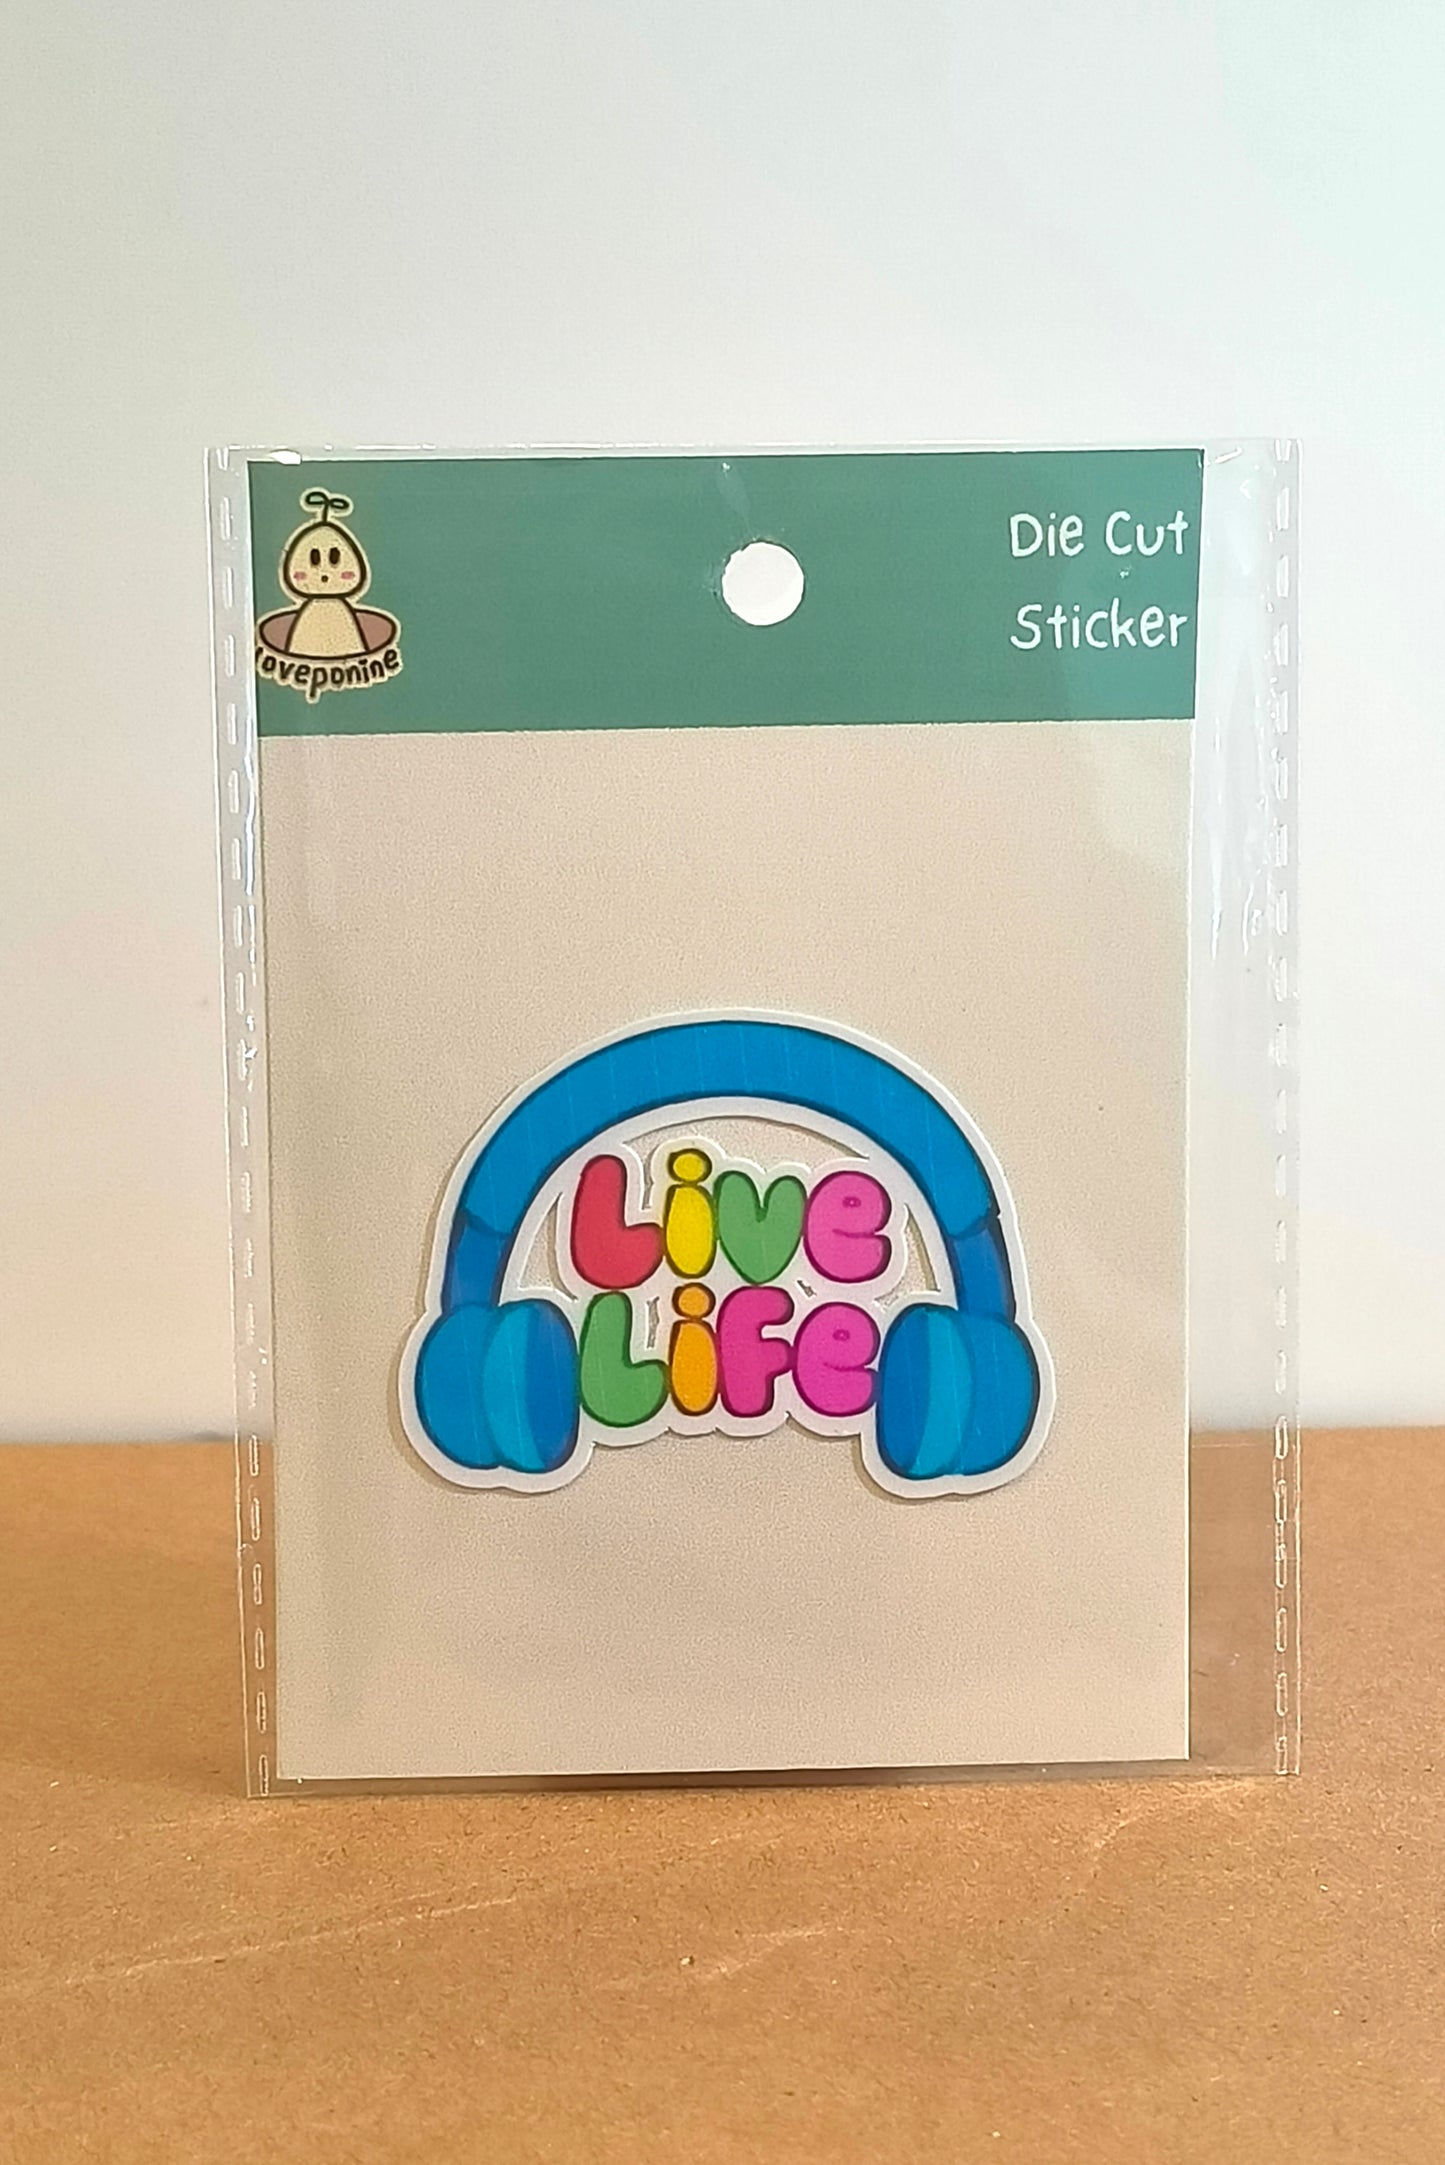 loveponine
Die Cut
Sticker
Live
Life